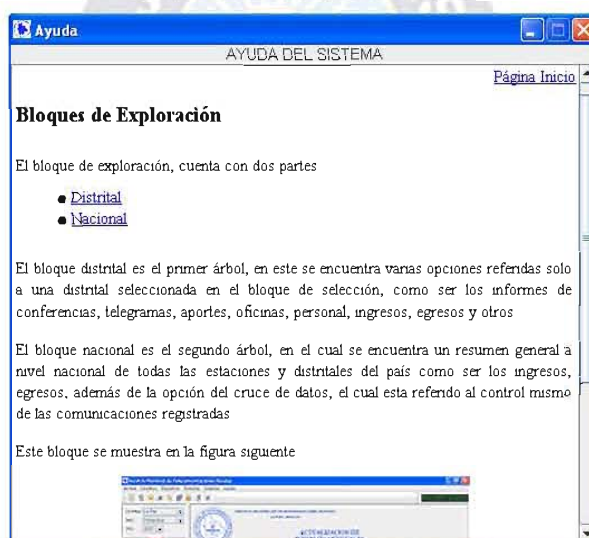 Ayuda
AYUDA DEL SISTEMA
Página Inicio
Bloques de Exploración
El bloque de exploración, cuenta con dos partes
Distrital
Nacional
El bloque distrital es el primer árbol, en este se encuentra varias opciones referidas solo
a una distrital seleccionada en el bloque de selección, como ser los informes de
conferencias, telegramas, aportes, oficinas, personal, ingresos, egresos y otros
El bloque nacional es el segundo árbol, en el cual se encuentra un resumen general a
nivel nacional de todas las estaciones y distritales del país como ser los ingresos,
egresos, además de la opción del cruce de datos, el cual esta referido al control mismo
de las comunicaciones registradas
Este bloque se muestra en la figura siguiente
ACTUALIZACION DE